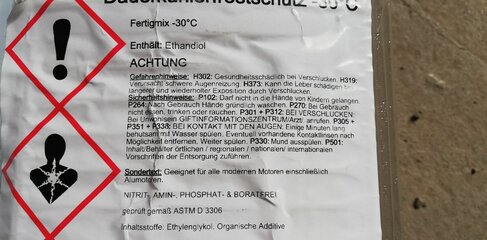 Dauerkühlerfrostschutz -30°C
Fertigmix -30°C
Enthält: Ethandiol
ACHTUNG
Gefahrenhinweise: H302: Gesundheitsschädlich bei Verschlucken. H319:
Verursacht schwere Augenreizung. H373: Kann die Leber schädigen bei
längerer und wiederholter Exposition durch Verschlucken.
Sicherheitshinweise: P102: Darf nicht in die Hände von Kindern gelangen.
P264: Nach Gebrauch Hände gründlich waschen. P270: Bei Gebrauch
nicht essen, trinken oder rauchen. P301 + P312: BEI VERSCHLUCKEN:
Bei Unwohlsein GIFTINFORMATIONSZENTRUM/Arzt/ anrufen. P305 +
P351 + P338: BEI KONTAKT MIT DEN AUGEN: Einige Minuten lang
behutsam mit Wasser spülen. Eventuell vorhandene Kontaktlinsen nach
Möglichkeit entfernen. Weiter spülen. P330: Mund ausspülen. P501:
Inhalt/Behälter örtlichen / regionalen / nationalen/ internationalen
Vorschriften der Entsorgung zuführen.
Sondertext: Geeignet für alle modernen Motoren einschließlich
Alumotoren.
NITRIT-, AMIN-, PHOSPHAT- & BORATFREI
geprüft gemäß ASTM D 3306
Inhaltsstoffe: Ethylenglykol, Organische Additive